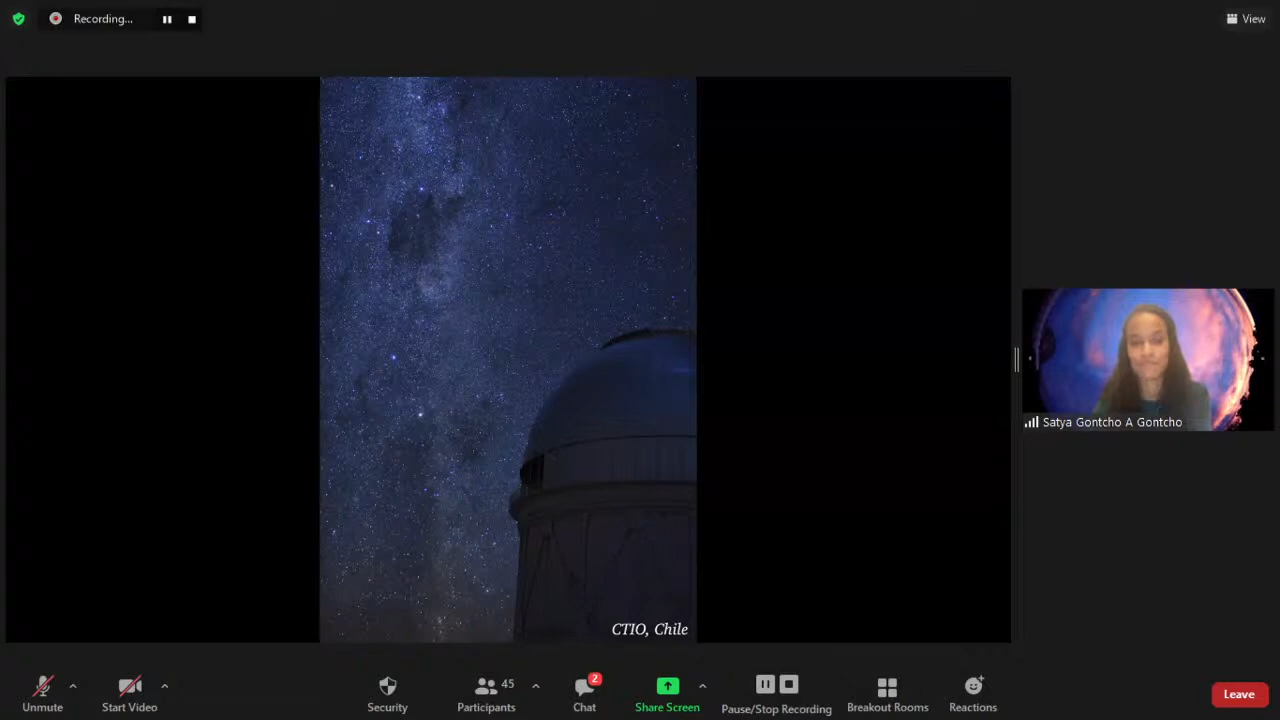 Recording...
View
Satya Gontcho A Gontcho
CTIO, Chile
Unmute
Start Video
Security
45
Participants
2
Chat
Share Screen
Pause/Stop Recording
Breakout Rooms
Reactions
Leave